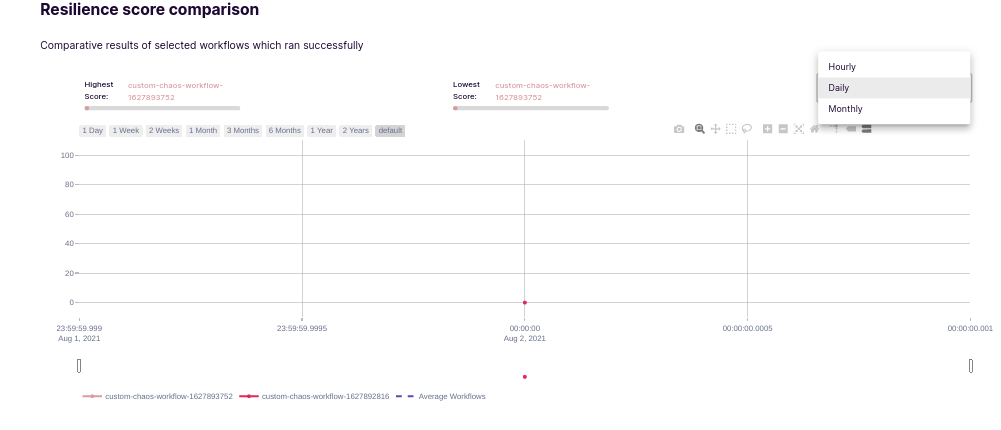 Resilience score comparison
Comparative results of selected workflows which ran successfully
Hourly
Daily
Monthly
Highest Score: custom-chaos-workflow-1627893752
Lowest Score: custom-chaos-workflow-1627893752
1 Day 1 Week 2 Weeks 1 Month 3 Months 6 Months 1 Year 2 Years default
100
80
60
40
20
0
23:59:59.999 23:59:59.9995 00:00:00 00:00:00.0005 00:00:00.001
Aug 1, 2021 Aug 2, 2021
custom-chaos-workflow-1627893752 custom-chaos-workflow-1627892816 Average Workflows